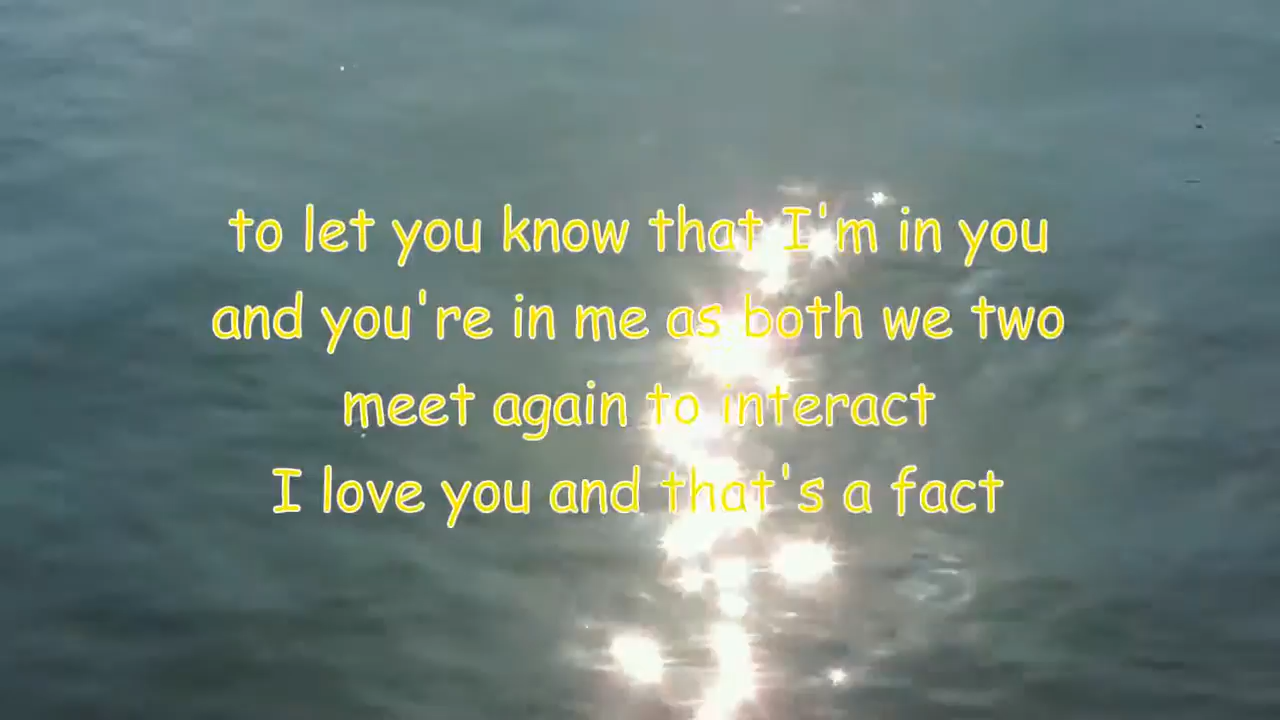 to let you know that I'm in you
and you're in me as both we two
meet again to interact
I love you and that's a fact